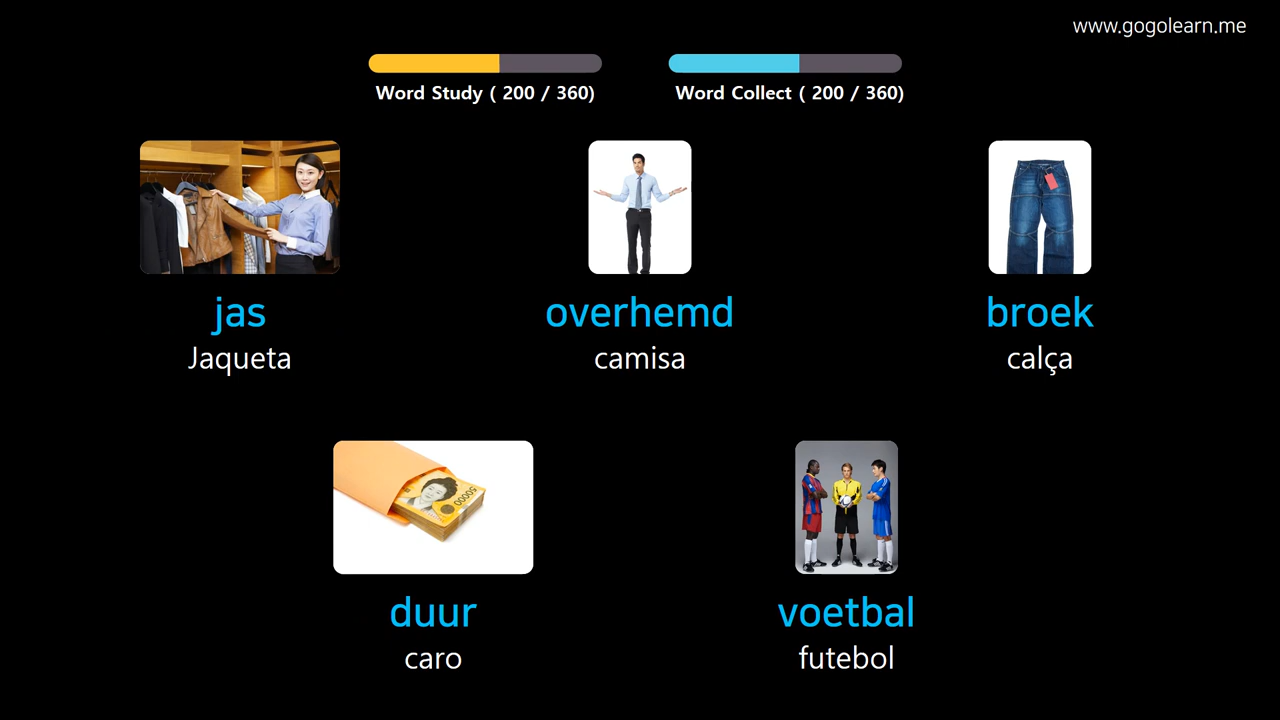 www.gogolearn.me
Word Study ( 200 / 360)
Word Collect ( 200 / 360)
jas
Jaqueta
overhemd
camisa
broek
calça
50000
duur
caro
voetbal
futebol